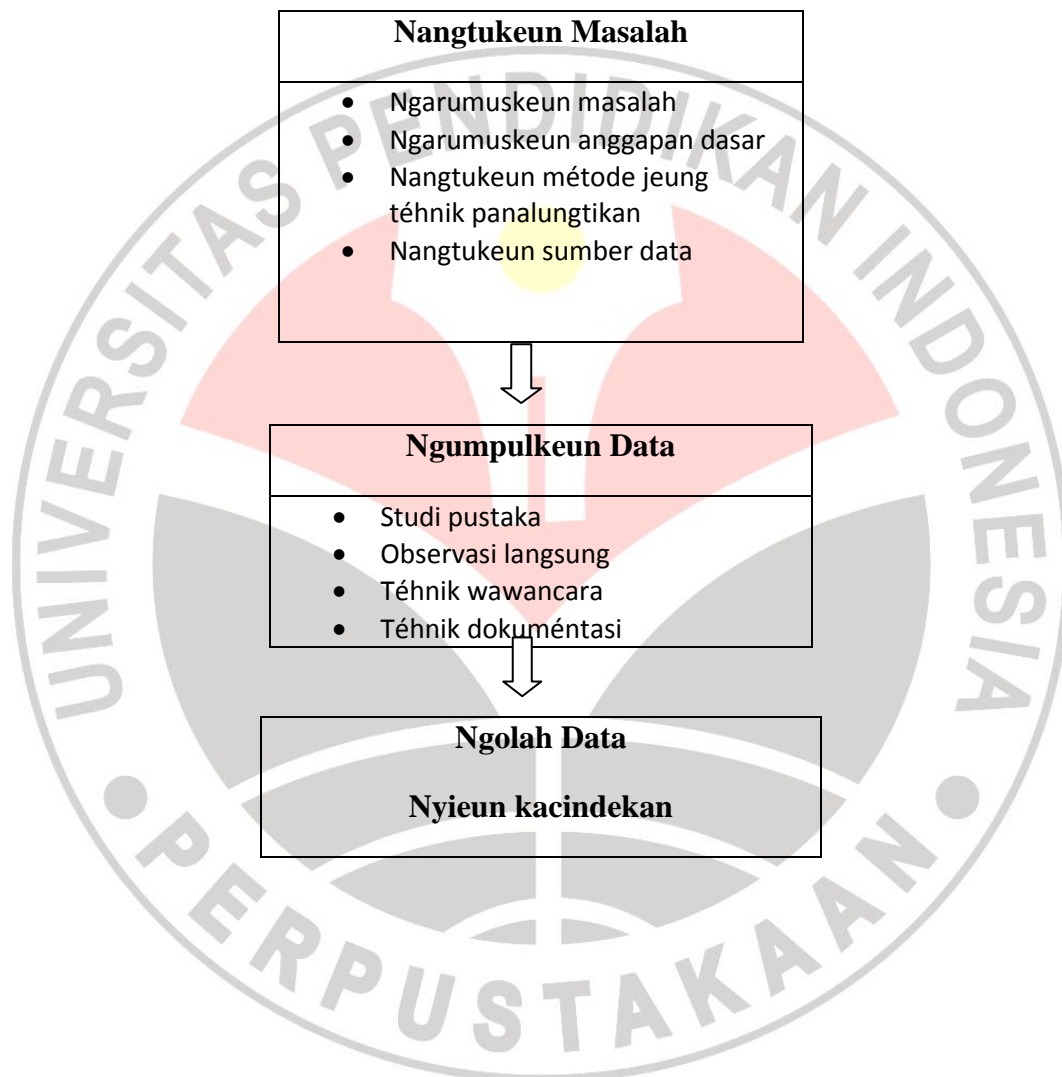 Nangtukeun Masalah
• Ngarumuskeun masalah
• Ngarumuskeun anggapan dasar
• Nangtukeun métode jeung
téhnik panalungtikan
• Nangtukeun sumber data
Ngumpulkeun Data
• Studi pustaka
• Observasi langsung
• Téhnik wawancara
• Téhnik dokuméntasi
Ngolah Data
Nyieun kacindekan
UNIVERSITAS PENDIDIKAN INDONESIA
PERPUSTAKAAN